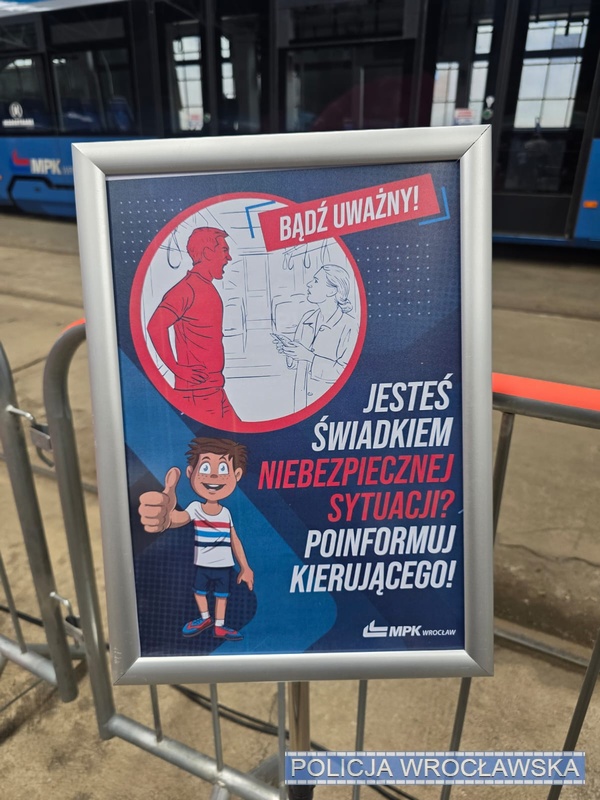 MPK
BĄDŹ UWAŻNY!
JESTEŚ
ŚWIADKIEM
NIEBEZPIECZNEJ
SYTUACJI?
POINFORMUJ
KIERUJĄCEGO!
MPK WROCŁAW
POLICJA WROCŁAWSKA